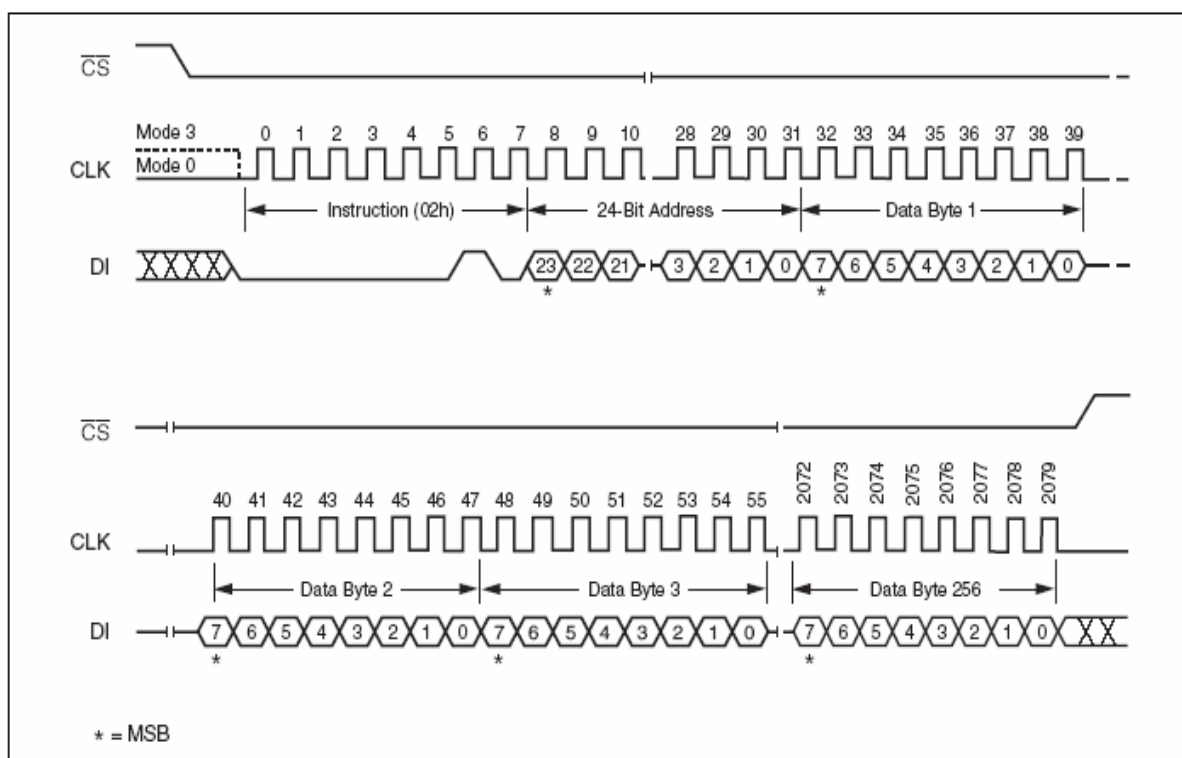 CS
Mode 3
0 1 2 3 4 5 6 7 8 9 10 28 29 30 31 32 33 34 35 36 37 38 39
CLK
Mode 0
Instruction (02h) 24-Bit Address Data Byte 1
DI 23 22 21 3 2 1 0 7 6 5 4 3 2 1 0
* *
CS
40 41 42 43 44 45 46 47 48 49 50 51 52 53 54 55 2072 2073 2074 2075 2076 2077 2078 2079
CLK
Data Byte 2 Data Byte 3 Data Byte 256
DI 7 6 5 4 3 2 1 0 7 6 5 4 3 2 1 0 7 6 5 4 3 2 1 0
* * *
* = MSB